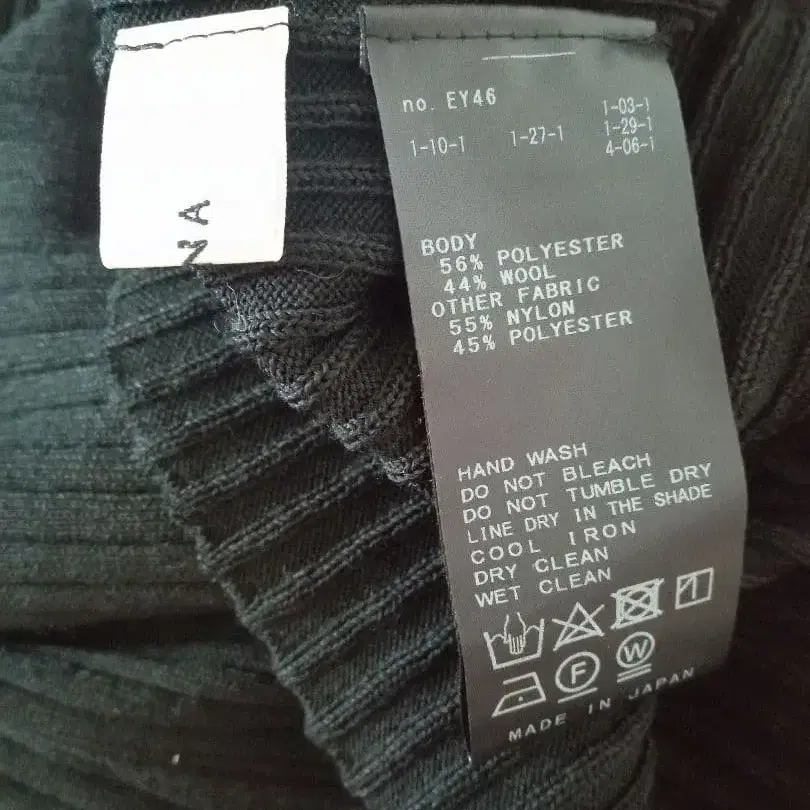 NA
no. EY46
1-03-1
1-10-1 1-27-1 1-29-1
4-06-1
BODY
56% POLYESTER
44% WOOL
OTHER FABRIC
55% NYLON
45% POLYESTER
HAND WASH
DO NOT BLEACH
DO NOT TUMBLE DRY
LINE DRY IN THE SHADE
COOL IRON
DRY CLEAN
WET CLEAN
F W
MADE IN JAPAN